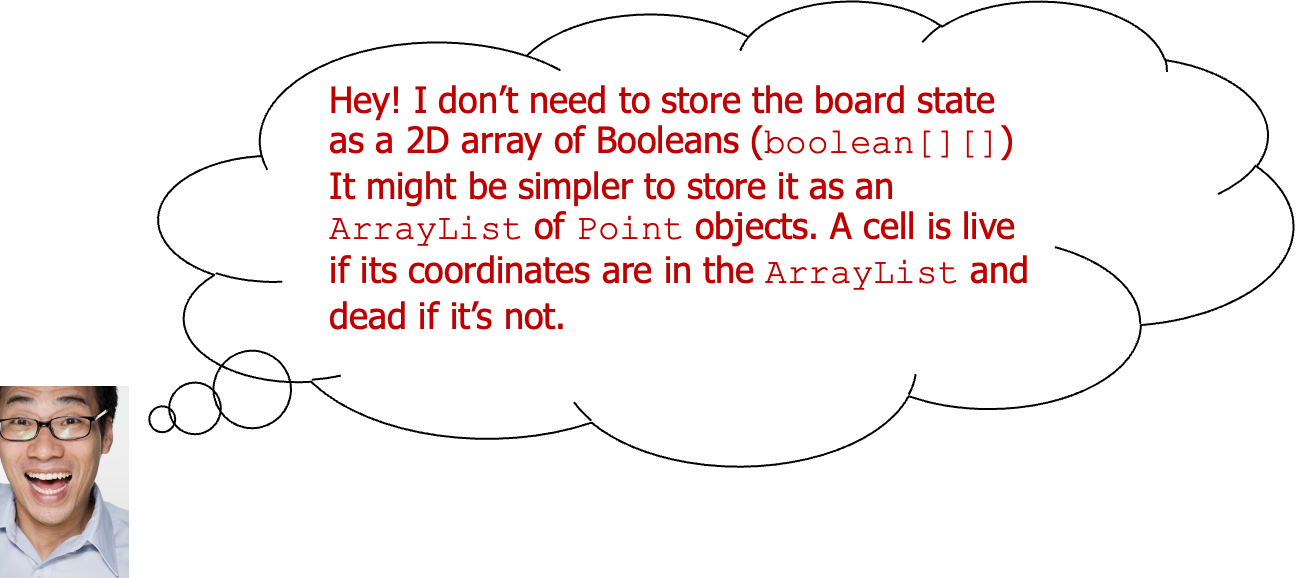 Hey! I don’t need to store the board state
as a 2D array of Booleans (boolean[][])
It might be simpler to store it as an
ArrayList of Point objects. A cell is live
if its coordinates are in the ArrayList and
dead if it’s not.